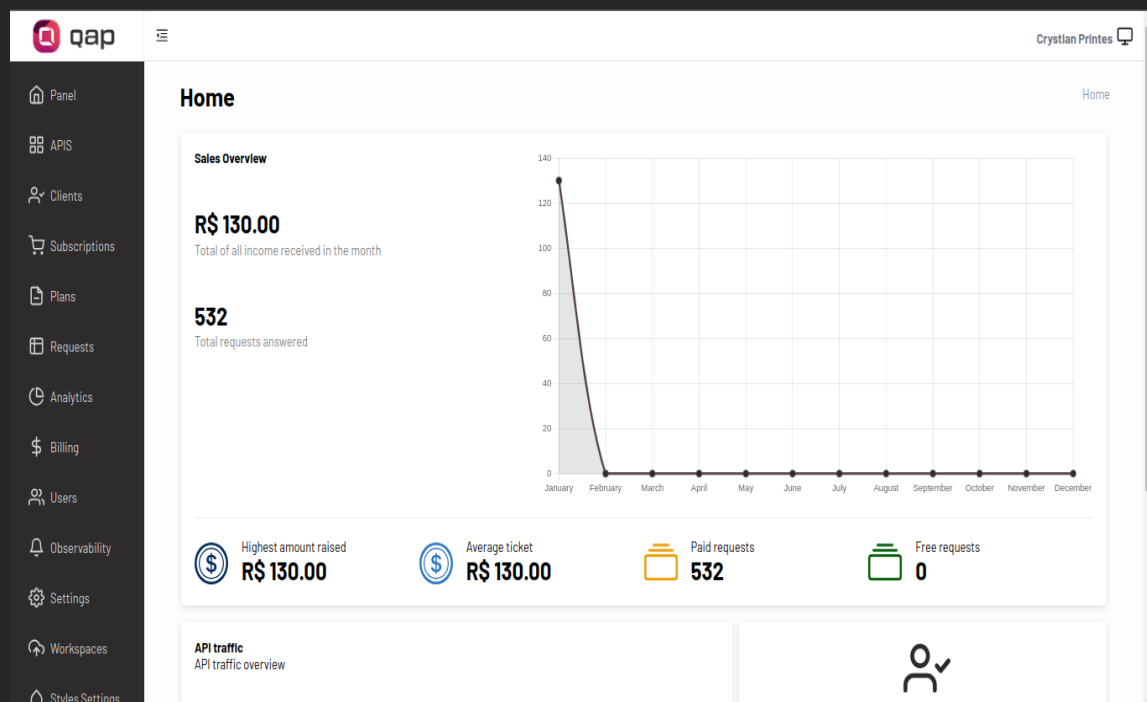 qap
Crystian Printes
Panel
APIS
Clients
Subscriptions
Plans
Requests
Analytics
Billing
Users
Observability
Settings
Workspaces
Styles Settings
Home
Home
Sales Overview
R$ 130.00
Total of all income received in the month
532
Total requests answered
140
120
100
80
60
40
20
0
January February March April May June July August September October November December
Highest amount raised
R$ 130.00
Average ticket
R$ 130.00
Paid requests
532
Free requests
0
API traffic
API traffic overview